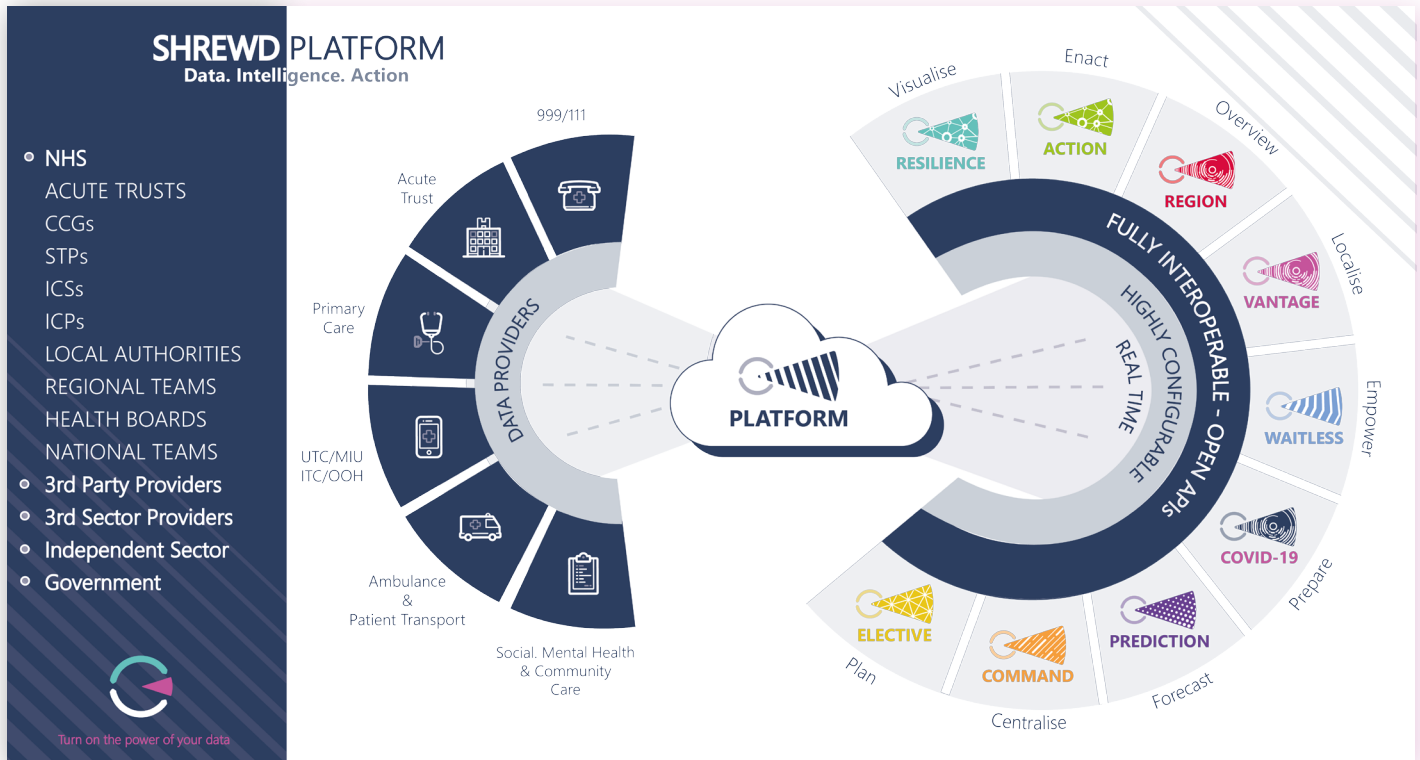 SHREWD PLATFORM
Data. Intelligence. Action
NHS
ACUTE TRUSTS
CCGs
STPs
ICSs
ICPs
LOCAL AUTHORITIES
REGIONAL TEAMS
HEALTH BOARDS
NATIONAL TEAMS
3rd Party Providers
3rd Sector Providers
Independent Sector
Government
Turn on the power of your data
999/111
Acute
Trust
Primary
Care
UTC/MIU
ITC/OOH
Ambulance
&
Patient Transport
Social. Mental Health
& Community
Care
DATA PROVIDERS
PLATFORM
REAL TIME
HIGHLY CONFIGURABLE
FULLY INTEROPERABLE - OPEN APIs
Visualise
RESILIENCE
Enact
ACTION
Overview
REGION
Localise
VANTAGE
Empower
WAITLESS
Prepare
COVID-19
Forecast
PREDICTION
Centralise
COMMAND
Plan
ELECTIVE